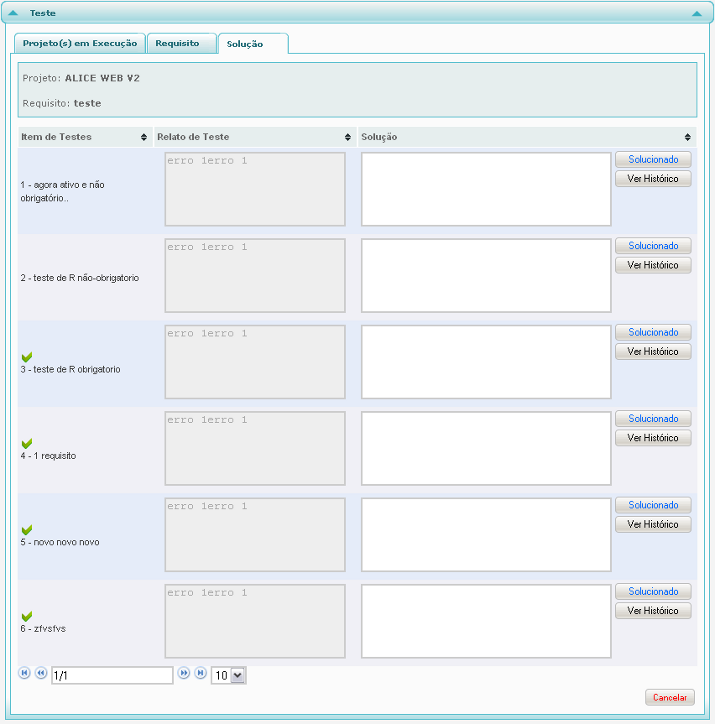 Teste
Projeto(s) em Execução Requisito Solução
Projeto: ALICE WEB V2
Requisito: teste
Item de Testes Relato de Teste Solução
1 - agora ativo e não
obrigatório..
erro 1erro 1
Solucionado
Ver Histórico
2 - teste de R não-obrigatorio
erro 1erro 1
Solucionado
Ver Histórico
3 - teste de R obrigatorio
erro 1erro 1
Solucionado
Ver Histórico
4 - 1 requisito
erro 1erro 1
Solucionado
Ver Histórico
5 - novo novo novo
erro 1erro 1
Solucionado
Ver Histórico
6 - zfvsfvs
erro 1erro 1
Solucionado
Ver Histórico
1/1 10
Cancelar